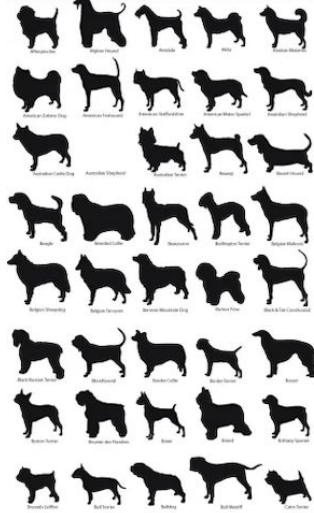 Affenpinscher
Afghan Hound
Airedale
Akita
Alaskan Malamute
American Eskimo Dog
American Foxhound
American Staffordshire
American Water Spaniel
Anatolian Shepherd
Australian Cattle Dog
Australian Shepherd
Australian Terrier
Basenji
Basset Hound
Beagle
Bearded Collie
Beauceron
Bedlington Terrier
Belgian Malinois
Belgian Sheepdog
Belgian Tervuren
Bernese Mountain Dog
Bichon Frise
Black & Tan Coonhound
Black Russian Terrier
Bloodhound
Border Collie
Border Terrier
Borzoi
Boston Terrier
Bouvier des Flandres
Boxer
Briard
Brittany Spaniel
Brussels Griffon
Bull Terrier
Bulldog
Bull Mastiff
Cairn Terrier